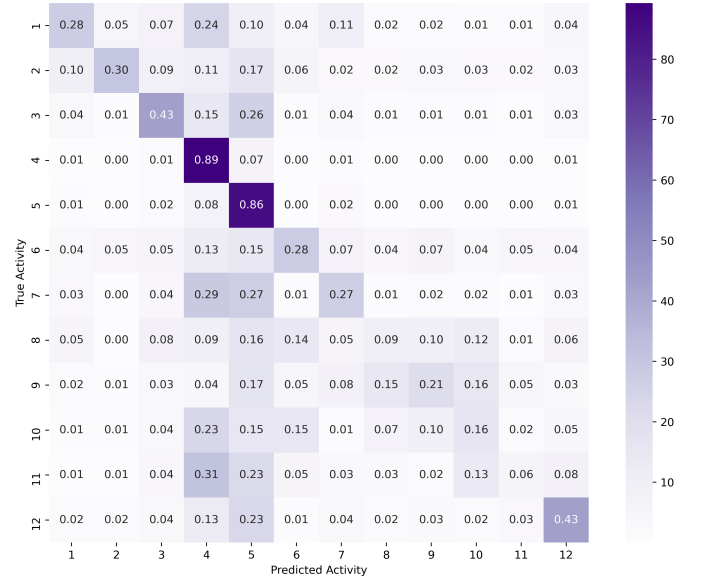 1 0.28 0.05 0.07 0.24 0.10 0.04 0.11 0.02 0.02 0.01 0.01 0.04
2 0.10 0.30 0.09 0.11 0.17 0.06 0.02 0.02 0.03 0.03 0.02 0.03
3 0.04 0.01 0.43 0.15 0.26 0.01 0.04 0.01 0.01 0.01 0.01 0.03
4 0.01 0.00 0.01 0.89 0.07 0.00 0.01 0.00 0.00 0.00 0.00 0.01
5 0.01 0.00 0.02 0.08 0.86 0.00 0.02 0.00 0.00 0.00 0.00 0.01
6 0.04 0.05 0.05 0.13 0.15 0.28 0.07 0.04 0.07 0.04 0.05 0.04
7 0.03 0.00 0.04 0.29 0.27 0.01 0.27 0.01 0.02 0.02 0.01 0.03
8 0.05 0.00 0.08 0.09 0.16 0.14 0.05 0.09 0.10 0.12 0.01 0.06
9 0.02 0.01 0.03 0.04 0.17 0.05 0.08 0.15 0.21 0.16 0.05 0.03
10 0.01 0.01 0.04 0.23 0.15 0.15 0.01 0.07 0.10 0.16 0.02 0.05
11 0.01 0.01 0.04 0.31 0.23 0.05 0.03 0.03 0.02 0.13 0.06 0.08
12 0.02 0.02 0.04 0.13 0.23 0.01 0.04 0.02 0.03 0.02 0.03 0.43
1 2 3 4 5 6 7 8 9 10 11 12
Predicted Activity
True Activity
80
70
60
50
40
30
20
10